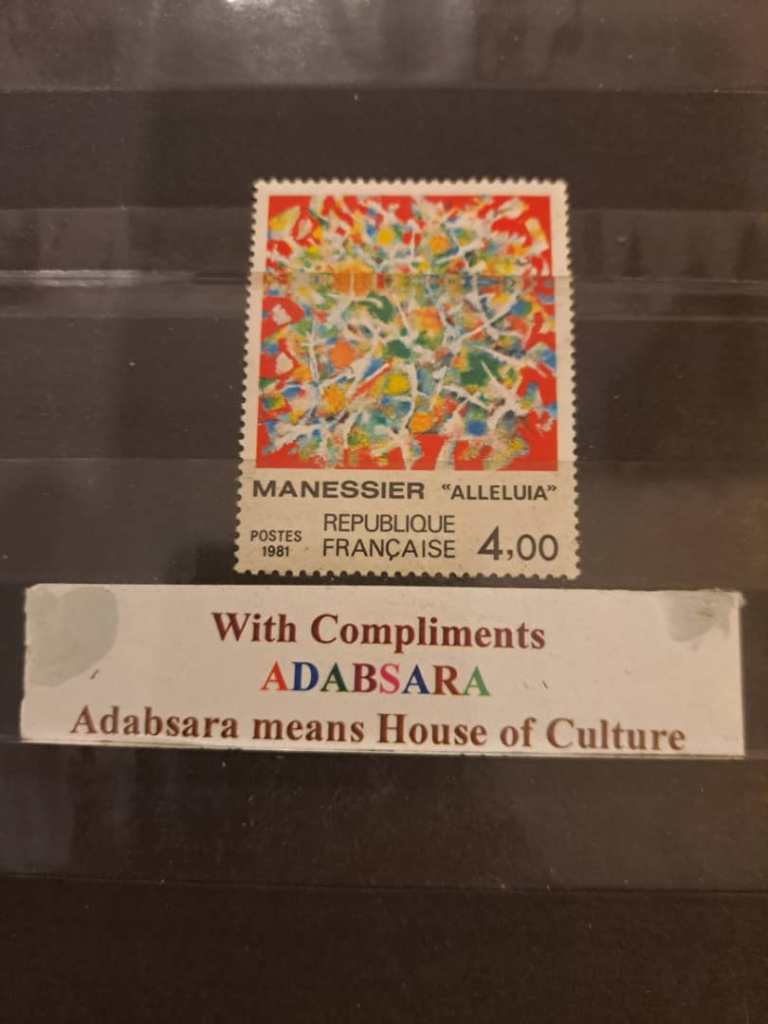 MANESSIER «ALLELUIA»
POSTES 1981
REPUBLIQUE FRANÇAISE
4,00
With Compliments
ADABSARA
Adabsara means House of Culture